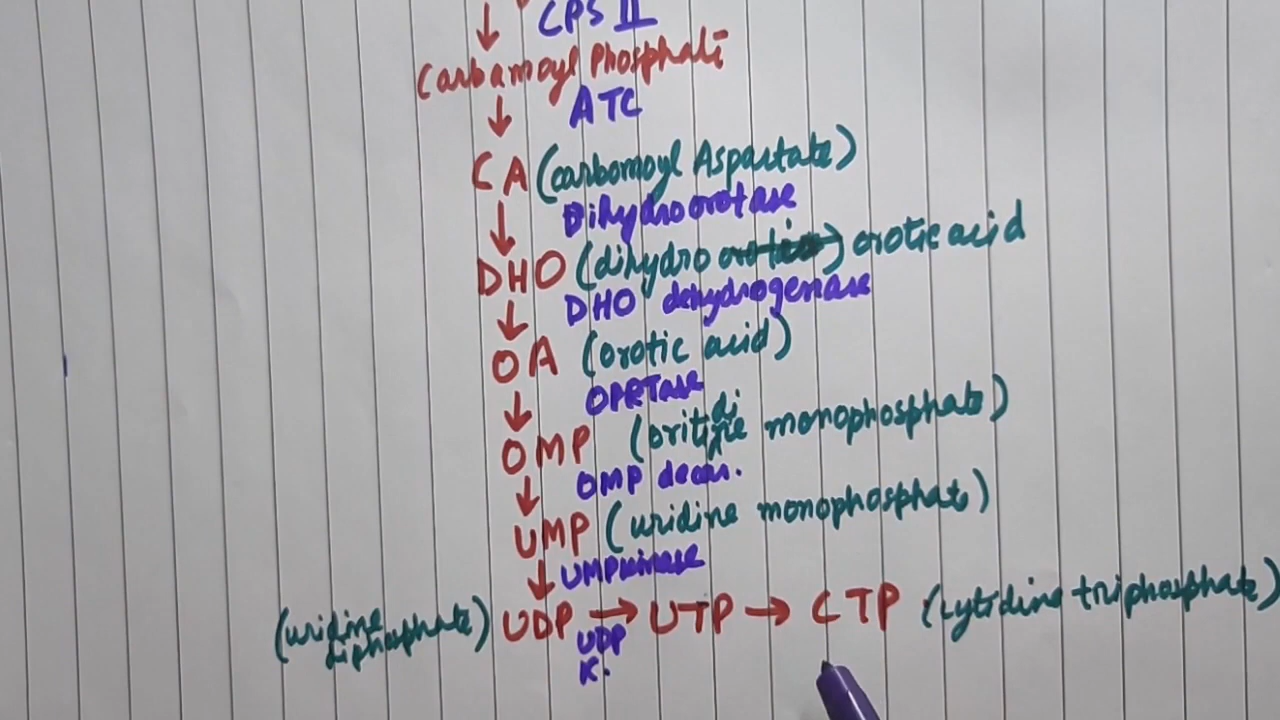 CPS II
Carbamoyl Phosphate
ATC
CA (carbomoyl Aspartate)
Dihydroorotase
DHO (dihydro orotic acid
DHO dehydrogenase
OA (orotic acid)
OPRTase
OMP (oritidine monophosphate)
OMP decar.
UMP (uridine monophosphate)
UMP kinase
(uridine diphosphate) UDP → UTP → CTP (cytidine triphosphate)
UDP
K.